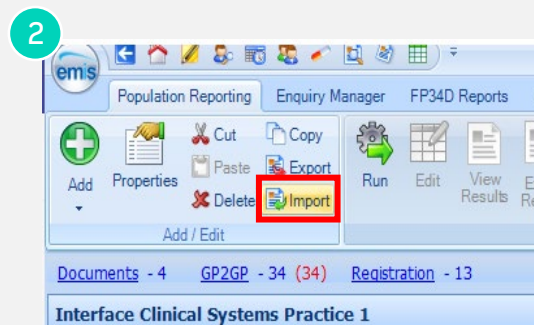 2
emis
Population Reporting Enquiry Manager FP34D Reports
Cut Copy
Paste Export
Add Properties Delete Import Run Edit View Results
Add / Edit
Documents - 4 GP2GP - 34 (34) Registration - 13
Interface Clinical Systems Practice 1